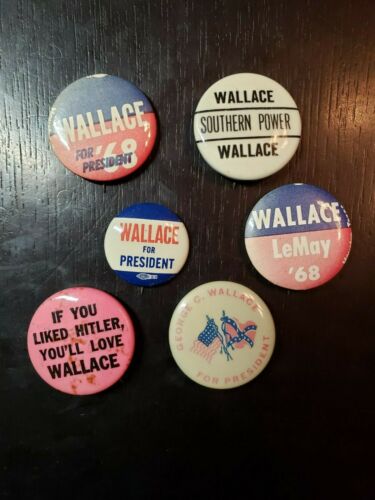 WALLACE
'68
FOR
PRESIDENT
WALLACE
SOUTHERN POWER
WALLACE
WALLACE
FOR
PRESIDENT
WALLACE
LeMay
'68
IF YOU
LIKED HITLER,
YOU'LL LOVE
WALLACE
GEORGE C. WALLACE
FOR PRESIDENT